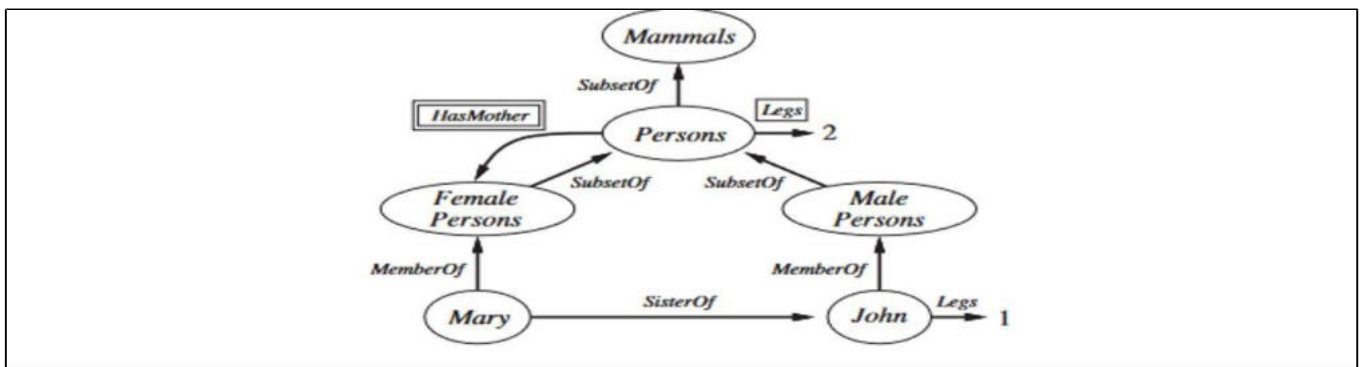 Mammals
SubsetOf
HasMother
Legs
Persons
2
SubsetOf
SubsetOf
Female
Persons
Male
Persons
MemberOf
MemberOf
SisterOf
Legs
Mary
John
1